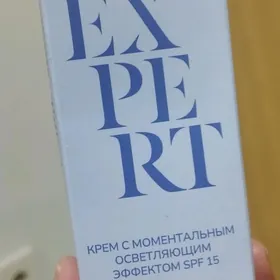 EX
PE
RT
КРЕМ С МОМЕНТАЛЬНЫМ
ОСВЕТЛЯЮЩИМ
ЭФФЕКТОМ SPF 15